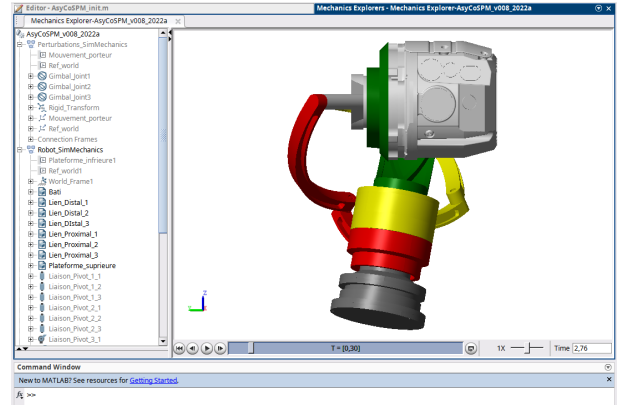 Editor - AsyCoSPM_init.m
Mechanics Explorers - Mechanics Explorer-AsyCoSPM_v008_2022a
Mechanics Explorer-AsyCoSPM_v008_2022a
AsyCoSPM_v008_2022a
Perturbations_SimMechanics
Mouvement_porteur
Ref_world
Gimbal_Joint1
Gimbal_Joint2
Gimbal_Joint3
Rigid_Transform
Mouvement_porteur
Ref_world
Connection Frames
Robot_SimMechanics
Plateforme_infrieure1
Ref_world1
World_Frame1
Bati
Lien_Distal_1
Lien_Distal_2
Lien_DIstal_3
Lien_Proximal_1
Lien_Proximal_2
Lien_Proximal_3
Plateforme_suprieure
Liaison_Pivot_1_1
Liaison_Pivot_1_2
Liaison_Pivot_1_3
Liaison_Pivot_2_1
Liaison_Pivot_2_2
Liaison_Pivot_2_3
Liaison_Pivot_3_1
z
T = [0,30]
1X
Time 2,76
Command Window
New to MATLAB? See resources for Getting Started.
fx >>